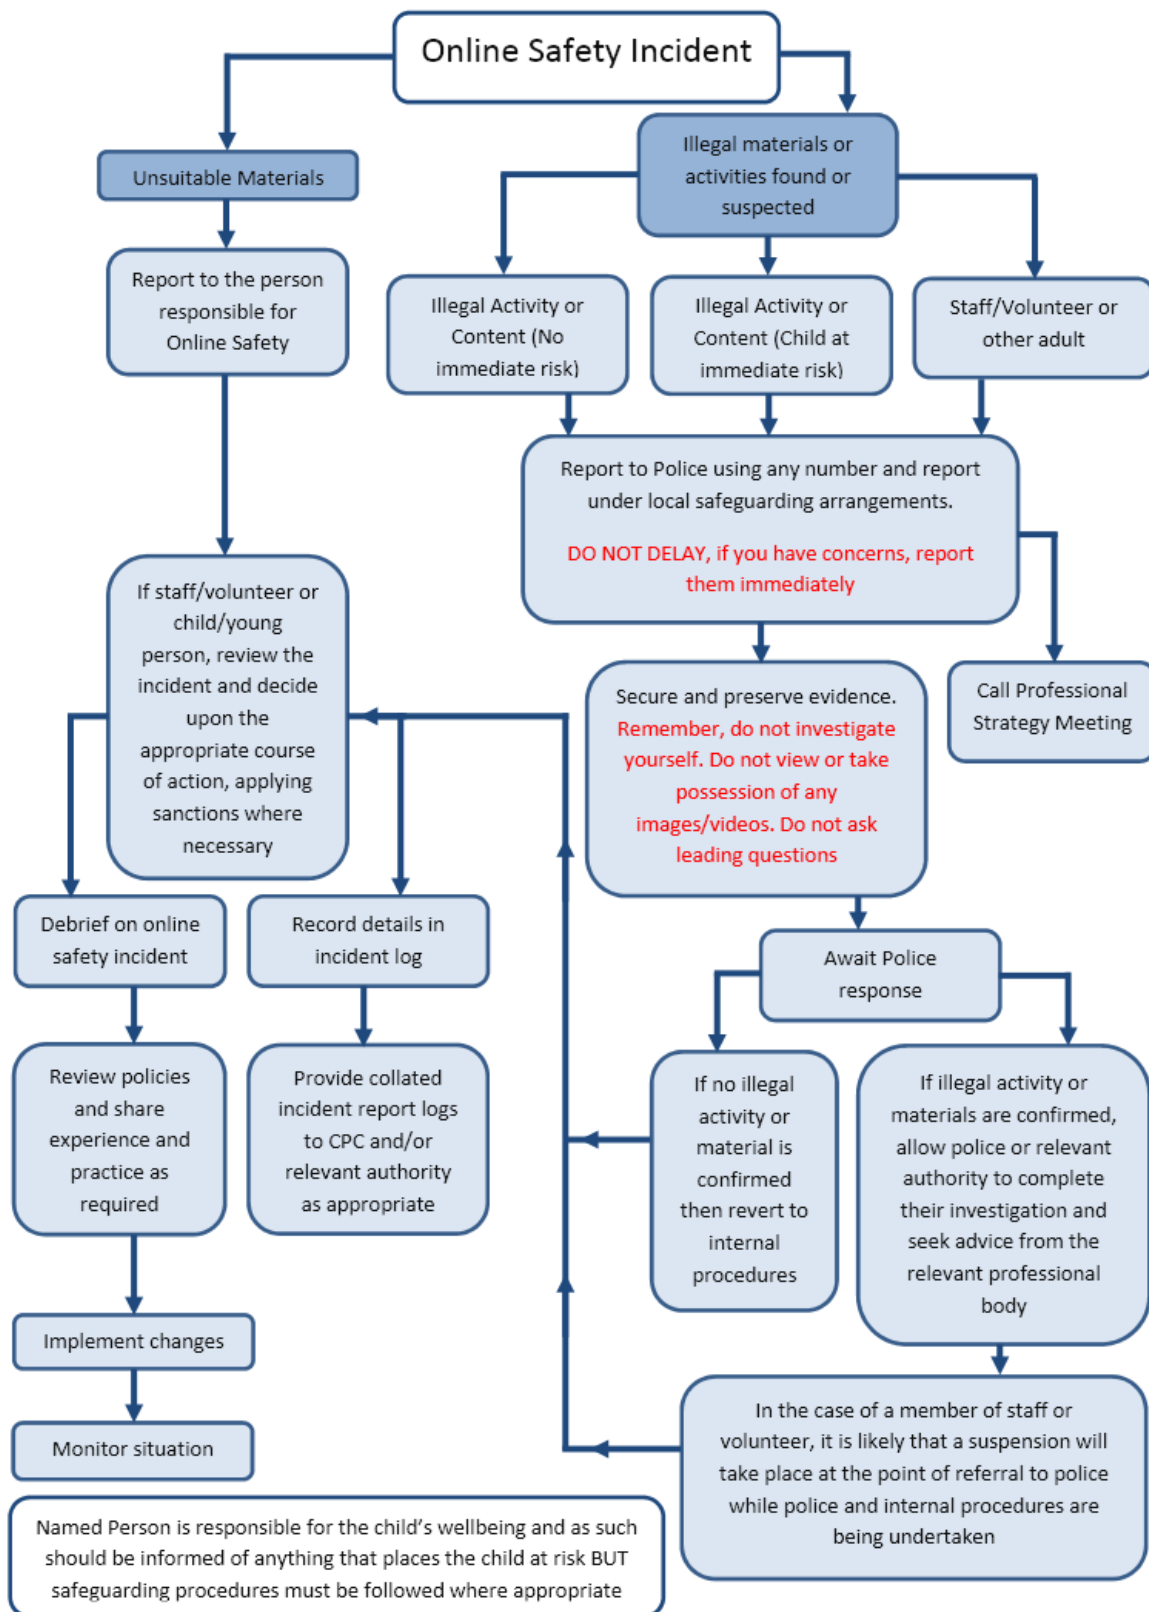 Online Safety Incident
Unsuitable Materials
Illegal materials or
activities found or
suspected
Report to the person
responsible for
Online Safety
Illegal Activity or
Content (No
immediate risk)
Illegal Activity or
Content (Child at
immediate risk)
Staff/Volunteer or
other adult
Report to Police using any number and report
under local safeguarding arrangements.
DO NOT DELAY, if you have concerns, report
them immediately
If staff/volunteer or
child/young
person, review the
incident and decide
upon the
appropriate course
of action, applying
sanctions where
necessary
Secure and preserve evidence.
Remember, do not investigate
yourself. Do not view or take
possession of any
images/videos. Do not ask
leading questions
Call Professional
Strategy Meeting
Debrief on online
safety incident
Record details in
incident log
Await Police
response
Review policies
and share
experience and
practice as
required
Provide collated
incident report logs
to CPC and/or
relevant authority
as appropriate
If no illegal
activity or
material is
confirmed
then revert to
internal
procedures
If illegal activity or
materials are confirmed,
allow police or relevant
authority to complete
their investigation and
seek advice from the
relevant professional
body
Implement changes
Monitor situation
In the case of a member of staff or
volunteer, it is likely that a suspension will
take place at the point of referral to police
while police and internal procedures are
being undertaken
Named Person is responsible for the child's wellbeing and as such
should be informed of anything that places the child at risk BUT
safeguarding procedures must be followed where appropriate